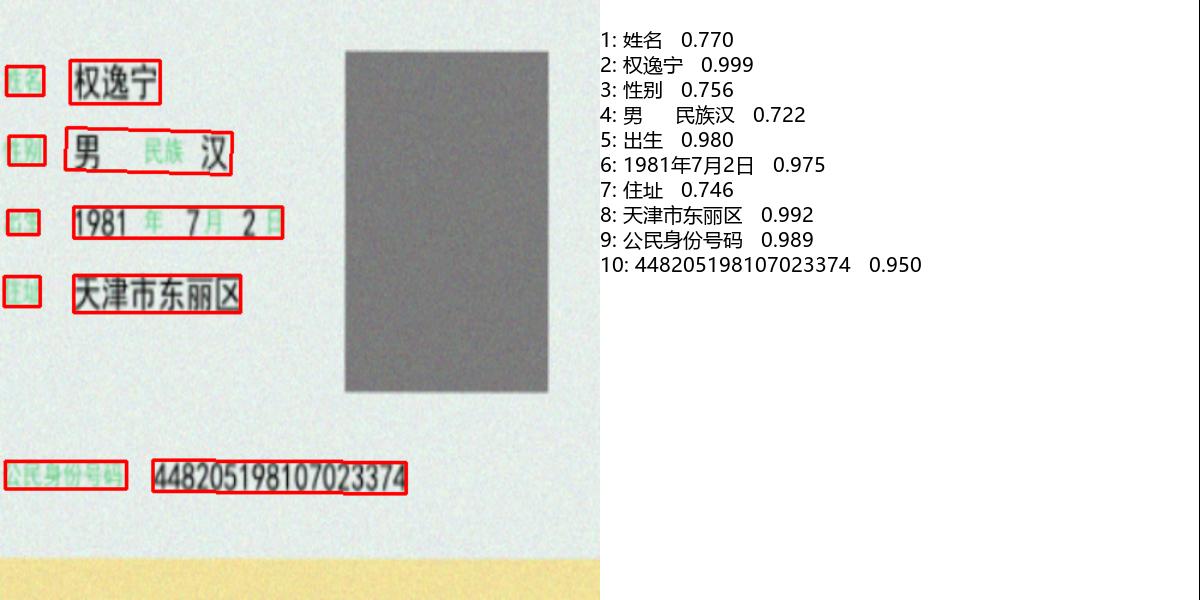 姓名 权逸宁
性别 男 民族 汉
出生 1981 年 7 月 2 日
住址 天津市东丽区
公民身份号码 448205198107023374
1: 姓名 0.770
2: 权逸宁 0.999
3: 性别 0.756
4: 男 民族汉 0.722
5: 出生 0.980
6: 1981年7月2日 0.975
7: 住址 0.746
8: 天津市东丽区 0.992
9: 公民身份号码 0.989
10: 448205198107023374 0.950